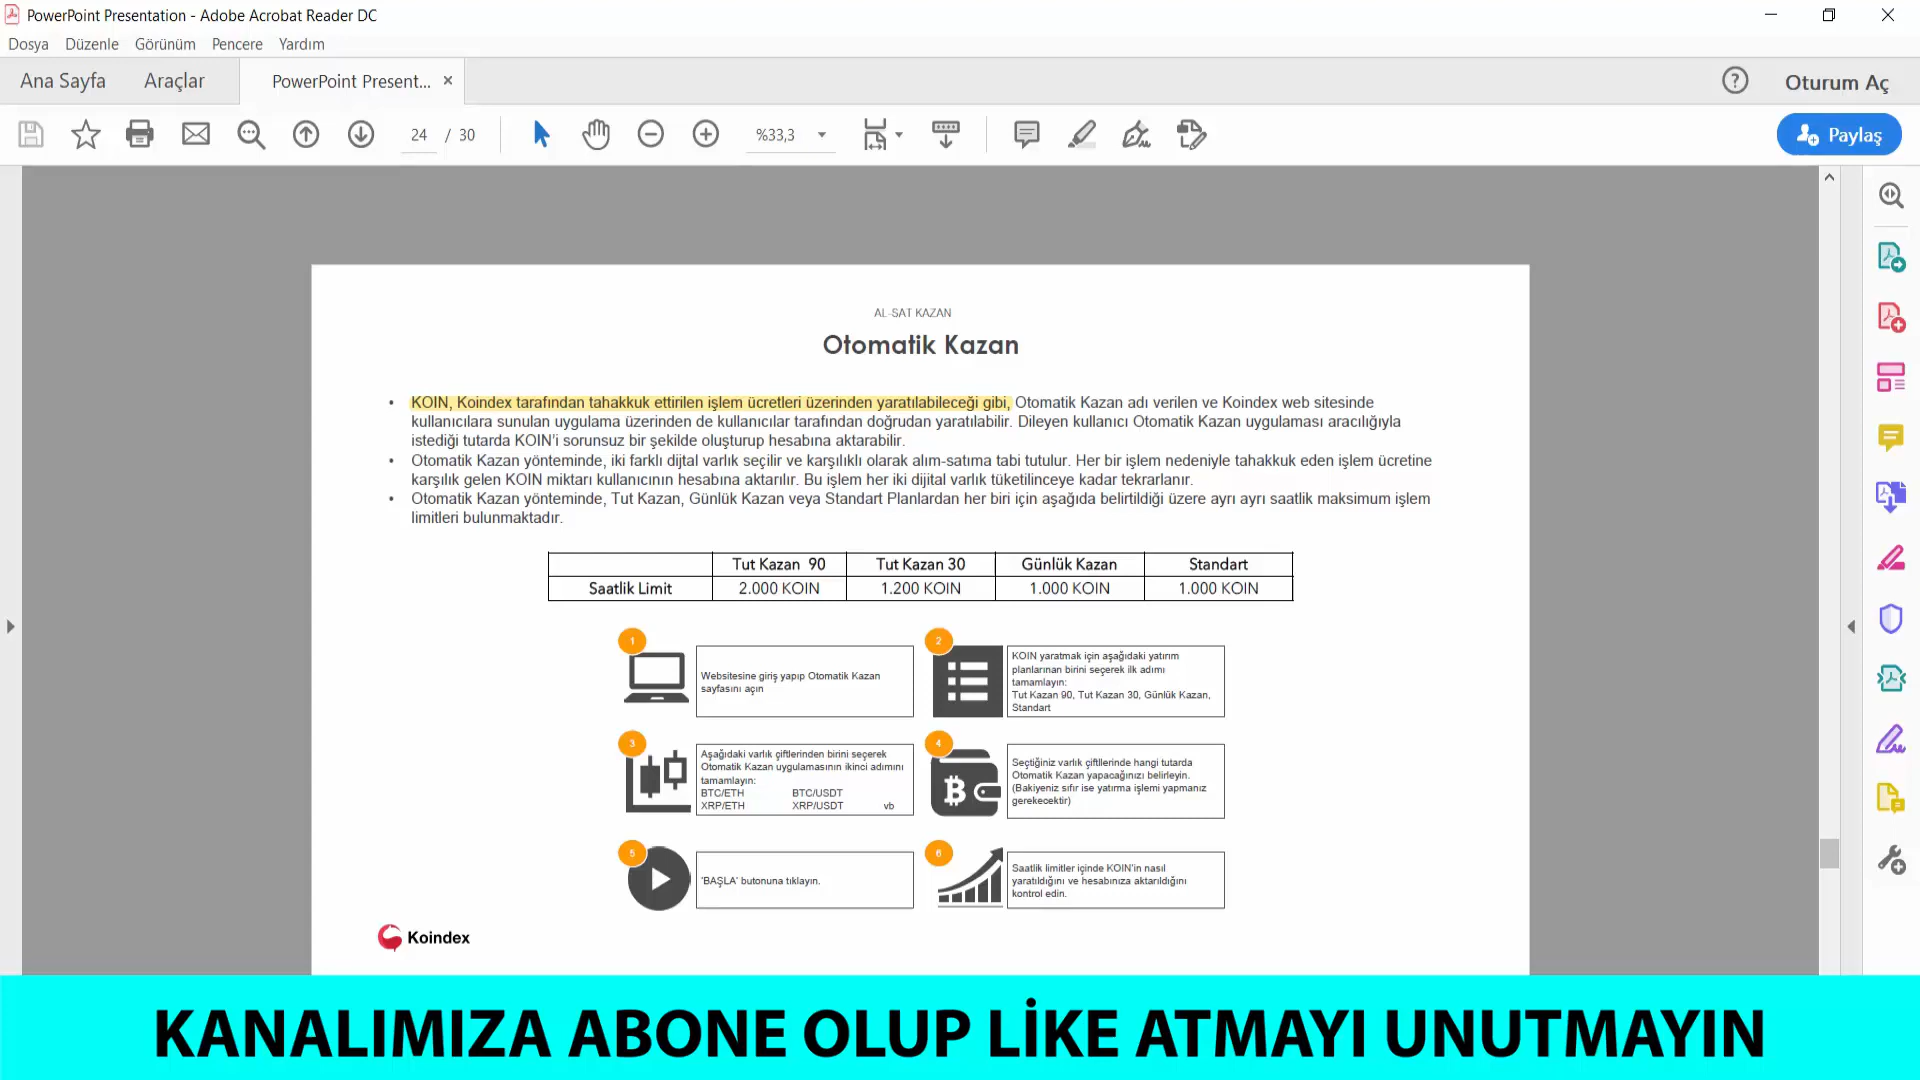 PowerPoint Presentation - Adobe Acrobat Reader DC
Dosya Düzenle Görünüm Pencere Yardım
Ana Sayfa Araçlar PowerPoint Present... × ? Oturum Aç
24 / 30 %33,3 Paylaş
AL-SAT KAZAN
Otomatik Kazan
• KOIN, Koindex tarafından tahakkuk ettirilen işlem ücretleri üzerinden yaratılabileceği gibi, Otomatik Kazan adı verilen ve Koindex web sitesinde
kullanıcılara sunulan uygulama üzerinden de kullanıcılar tarafından doğrudan yaratılabilir. Dileyen kullanıcı Otomatik Kazan uygulaması aracılığıyla
istediği tutarda KOIN'i sorunsuz bir şekilde oluşturup hesabına aktarabilir.
• Otomatik Kazan yönteminde, iki farklı dijtal varlık seçilir ve karşılıklı olarak alım-satıma tabi tutulur. Her bir işlem nedeniyle tahakkuk eden işlem ücretine
karşılık gelen KOIN miktarı kullanıcının hesabına aktarılır. Bu işlem her iki dijital varlık tüketilinceye kadar tekrarlanır.
• Otomatik Kazan yönteminde, Tut Kazan, Günlük Kazan veya Standart Planlardan her biri için aşağıda belirtildiği üzere ayrı ayrı saatlik maksimum işlem
limitleri bulunmaktadır.
Tut Kazan 90 Tut Kazan 30 Günlük Kazan Standart
Saatlik Limit 2.000 KOIN 1.200 KOIN 1.000 KOIN 1.000 KOIN
1
Websitesine giriş yapıp Otomatik Kazan
sayfasını açın
2
KOIN yaratmak için aşağıdaki yatırım
planlarınan birini seçerek ilk adımı
tamamlayın:
Tut Kazan 90, Tut Kazan 30, Günlük Kazan,
Standart
3
Aşağıdaki varlık çiftlerinden birini seçerek
Otomatik Kazan uygulamasının ikinci adımını
tamamlayın:
BTC/ETH BTC/USDT
XRP/ETH XRP/USDT vb
4
Seçtiğiniz varlık çiftllerinde hangi tutarda
Otomatik Kazan yapacağınızı belirleyin.
(Bakiyeniz sıfır ise yatırma işlemi yapmanız
gerekecektir)
5
'BAŞLA' butonuna tıklayın.
6
Saatlik limitler içinde KOIN'in nasıl
yaratıldığını ve hesabınıza aktarıldığını
kontrol edin.
Koindex
KANALIMIZA ABONE OLUP LİKE ATMAYI UNUTMAYIN